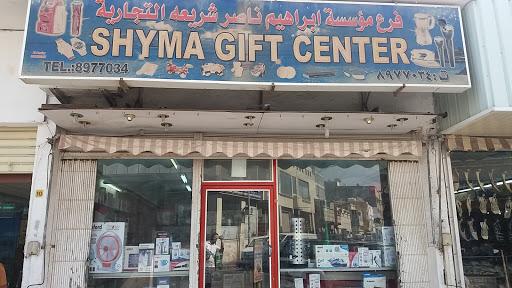 فرع مؤسسة ابراهيم ناصر شريعه التجارية
SHYMA GIFT CENTER
TEL.:8977034
ت : ٨٩٧٧٠٣٤